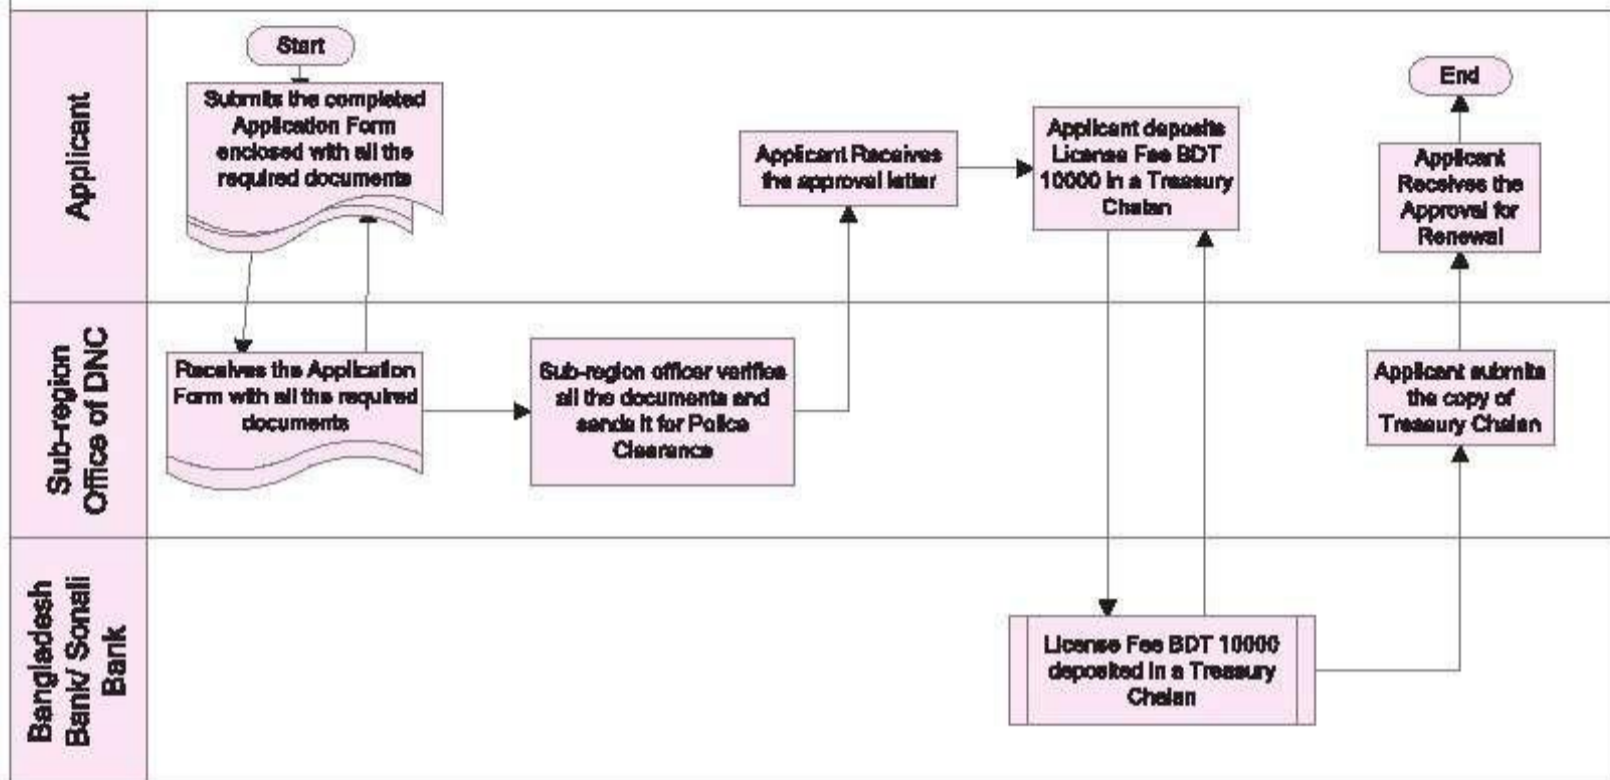 Applicant
Start
Submits the completed
Application Form
enclosed with all the
required documents
Applicant Receives
the approval letter
Applicant deposits
License Fee BDT
10000 in a Treasury
Chalan
End
Applicant
Receives the
Approval for
Renewal
Sub-region
Office of DNC
Receives the Application
Form with all the required
documents
Sub-region officer verifies
all the documents and
sends it for Police
Clearance
Applicant submits
the copy of
Treasury Chalan
Bangladesh
Bank/ Sonali
Bank
License Fee BDT 10000
deposited in a Treasury
Chalan